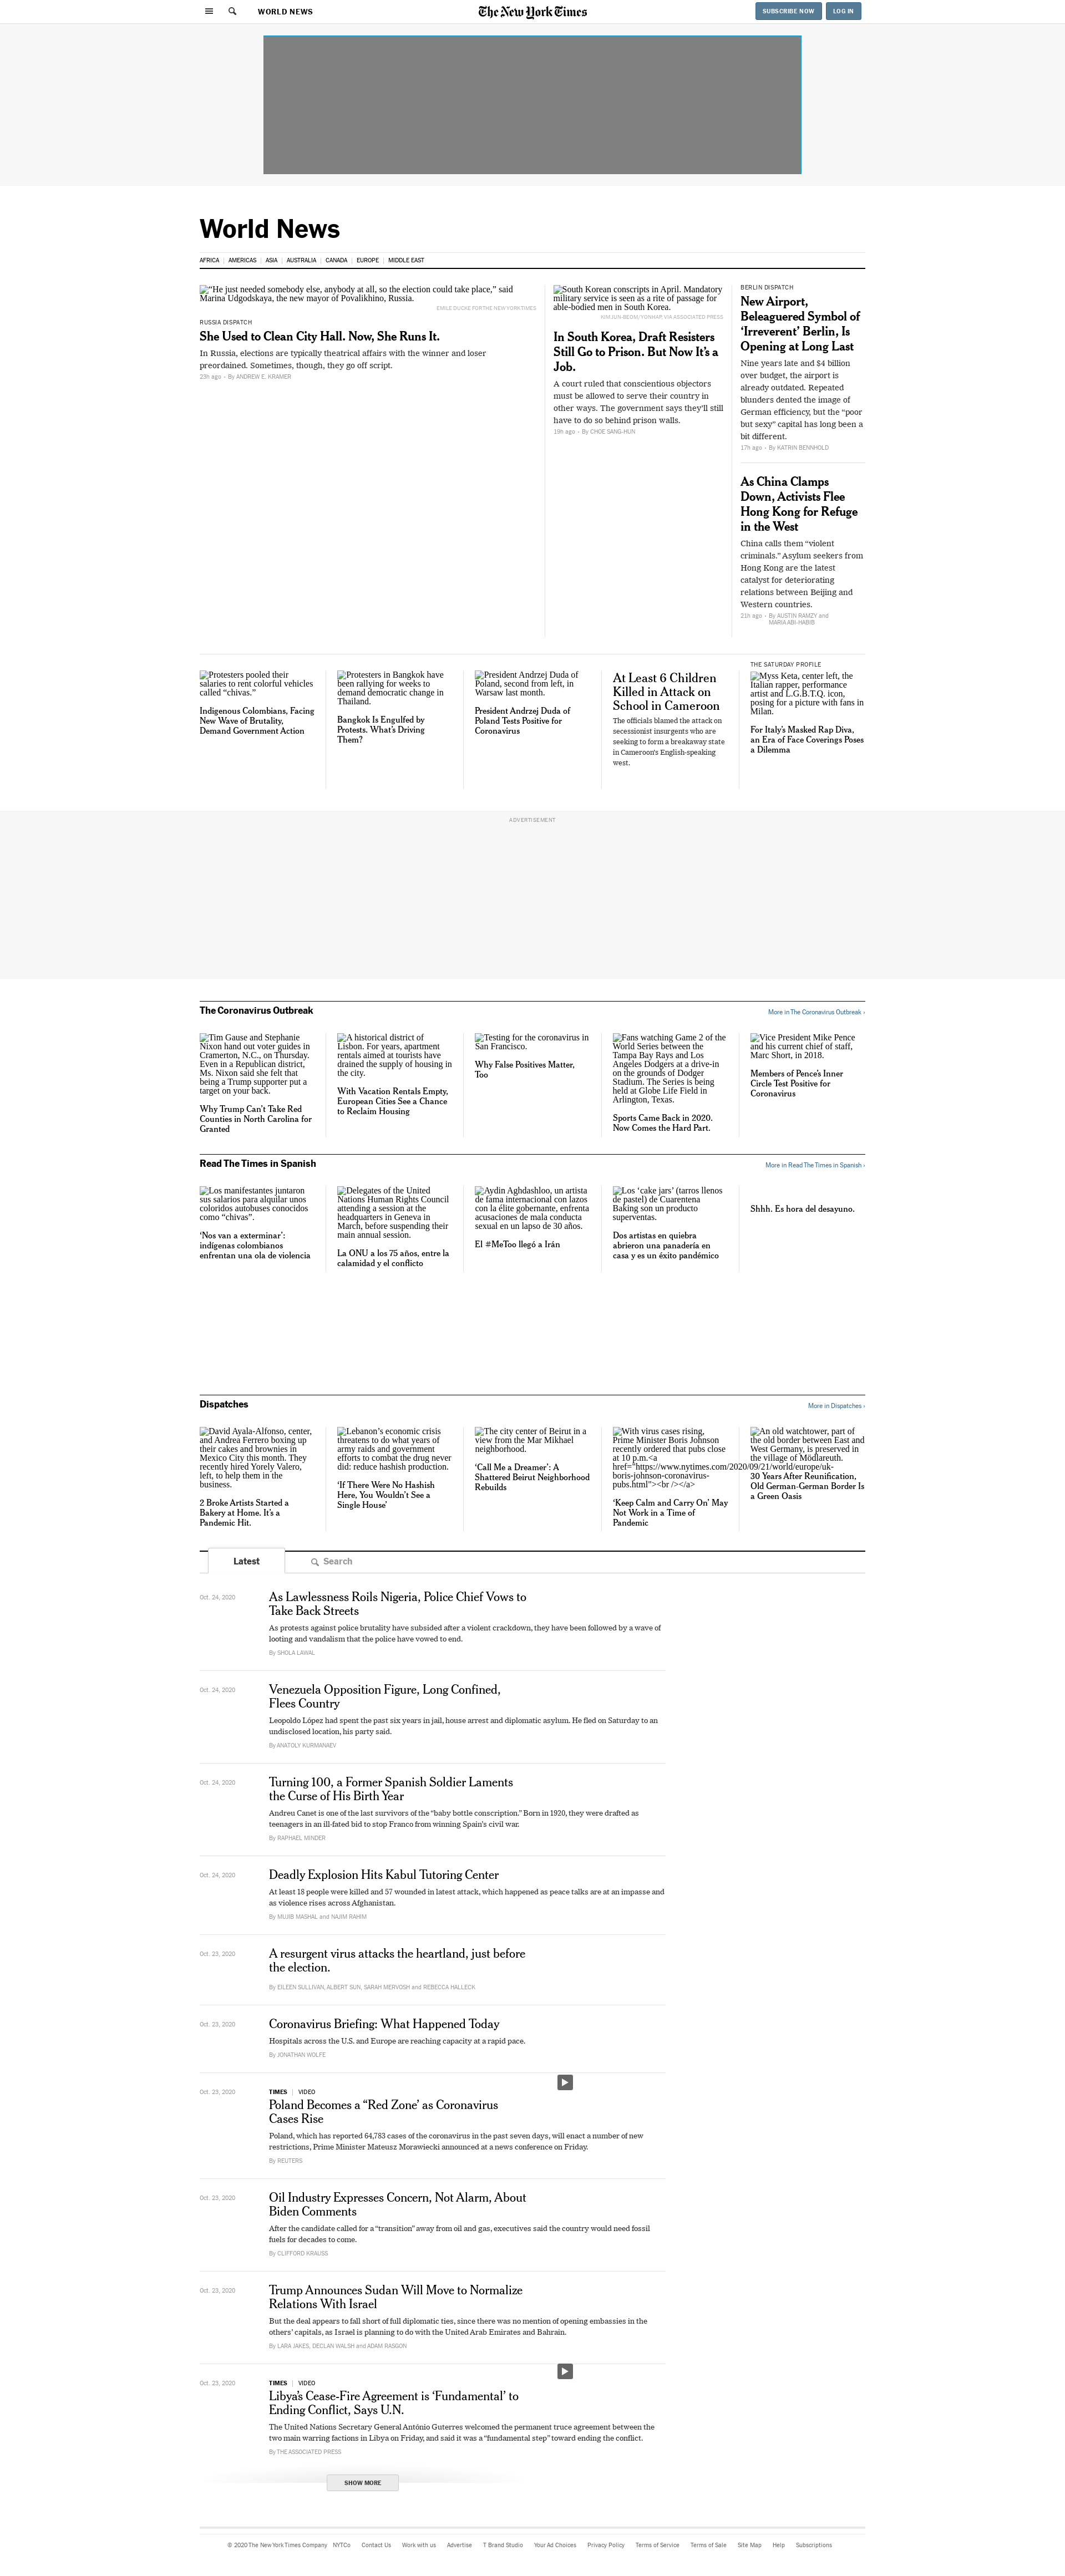 WORLD NEWS
The New York Times
SUBSCRIBE NOW
LOG IN
World News
AFRICA
AMERICAS
ASIA
AUSTRALIA
CANADA
EUROPE
MIDDLE EAST
“He just needed somebody else, anybody at all, so the election could take place,” said
Marina Udgodskaya, the new mayor of Povalikhino, Russia.
EMILE DUCKE FOR THE NEW YORK TIMES
RUSSIA DISPATCH
She Used to Clean City Hall. Now, She Runs It.
In Russia, elections are typically theatrical affairs with the winner and loser
preordained. Sometimes, though, they go off script.
23h ago
By ANDREW E. KRAMER
South Korean conscripts in April. Mandatory
military service is seen as a rite of passage for
able-bodied men in South Korea.
KIM JUN-BEOM/YONHAP, VIA ASSOCIATED PRESS
In South Korea, Draft Resisters
Still Go to Prison. But Now It’s a
Job.
A court ruled that conscientious objectors
must be allowed to serve their country in
other ways. The government says they’ll still
have to do so behind prison walls.
19h ago
By CHOE SANG-HUN
BERLIN DISPATCH
New Airport,
Beleaguered Symbol of
‘Irreverent’ Berlin, Is
Opening at Long Last
Nine years late and $4 billion
over budget, the airport is
already outdated. Repeated
blunders dented the image of
German efficiency, but the “poor
but sexy” capital has long been a
bit different.
17h ago
By KATRIN BENNHOLD
As China Clamps
Down, Activists Flee
Hong Kong for Refuge
in the West
China calls them “violent
criminals.” Asylum seekers from
Hong Kong are the latest
catalyst for deteriorating
relations between Beijing and
Western countries.
21h ago
By AUSTIN RAMZY and
MARIA ABI-HABIB
Protesters pooled their
salaries to rent colorful vehicles
called “chivas.”
Indigenous Colombians, Facing
New Wave of Brutality,
Demand Government Action
Protesters in Bangkok have
been rallying for weeks to
demand democratic change in
Thailand.
Bangkok Is Engulfed by
Protests. What’s Driving
Them?
President Andrzej Duda of
Poland, second from left, in
Warsaw last month.
President Andrzej Duda of
Poland Tests Positive for
Coronavirus
At Least 6 Children
Killed in Attack on
School in Cameroon
The officials blamed the attack on
secessionist insurgents who are
seeking to form a breakaway state
in Cameroon’s English-speaking
west.
THE SATURDAY PROFILE
Myss Keta, center left, the
Italian rapper, performance
artist and L.G.B.T.Q. icon,
posing for a picture with fans in
Milan.
For Italy’s Masked Rap Diva,
an Era of Face Coverings Poses
a Dilemma
ADVERTISEMENT
The Coronavirus Outbreak
More in The Coronavirus Outbreak ›
Tim Gause and Stephanie
Nixon hand out voter guides in
Cramerton, N.C., on Thursday.
Even in a Republican district,
Ms. Nixon said she felt that
being a Trump supporter put a
target on your back.
Why Trump Can’t Take Red
Counties in North Carolina for
Granted
A historical district of
Lisbon. For years, apartment
rentals aimed at tourists have
drained the supply of housing in
the city.
With Vacation Rentals Empty,
European Cities See a Chance
to Reclaim Housing
Testing for the coronavirus in
San Francisco.
Why False Positives Matter,
Too
Fans watching Game 2 of the
World Series between the
Tampa Bay Rays and Los
Angeles Dodgers at a drive-in
on the grounds of Dodger
Stadium. The Series is being
held at Globe Life Field in
Arlington, Texas.
Sports Came Back in 2020.
Now Comes the Hard Part.
Vice President Mike Pence
and his current chief of staff,
Marc Short, in 2018.
Members of Pence’s Inner
Circle Test Positive for
Coronavirus
Read The Times in Spanish
More in Read The Times in Spanish ›
Los manifestantes juntaron
sus salarios para alquilar unos
coloridos autobuses conocidos
como “chivas”.
‘Nos van a exterminar’:
indígenas colombianos
enfrentan una ola de violencia
Delegates of the United
Nations Human Rights Council
attending a session at the
headquarters in Geneva in
March, before suspending their
main annual session.
La ONU a los 75 años, entre la
calamidad y el conflicto
Aydin Aghdashloo, un artista
de fama internacional con lazos
con la élite gobernante, enfrenta
acusaciones de mala conducta
sexual en un lapso de 30 años.
El #MeToo llegó a Irán
Los ‘cake jars’ (tarros llenos
de pastel) de Cuarentena
Baking son un producto
superventas.
Dos artistas en quiebra
abrieron una panadería en
casa y es un éxito pandémico
Shhh. Es hora del desayuno.
Dispatches
More in Dispatches ›
David Ayala-Alfonso, center,
and Andrea Ferrero boxing up
their cakes and brownies in
Mexico City this month. They
recently hired Yorely Valero,
left, to help them in the
business.
2 Broke Artists Started a
Bakery at Home. It’s a
Pandemic Hit.
Lebanon’s economic crisis
threatens to do what years of
army raids and government
efforts to combat the drug never
did: reduce hashish production.
‘If There Were No Hashish
Here, You Wouldn’t See a
Single House’
The city center of Beirut in a
view from the Mar Mikhael
neighborhood.
‘Call Me a Dreamer’: A
Shattered Beirut Neighborhood
Rebuilds
With virus cases rising,
Prime Minister Boris Johnson
recently ordered that pubs close
at 10 p.m.<a
href="https://www.nytimes.com/2020/09/21/world/europe/uk-
boris-johnson-coronavirus-
pubs.html"><br /></a>
‘Keep Calm and Carry On’ May
Not Work in a Time of
Pandemic
An old watchtower, part of
the old border between East and
West Germany, is preserved in
the village of Mödlareuth.
30 Years After Reunification,
Old German-German Border Is
a Green Oasis
Latest
Search
Oct. 24, 2020
As Lawlessness Roils Nigeria, Police Chief Vows to
Take Back Streets
As protests against police brutality have subsided after a violent crackdown, they have been followed by a wave of
looting and vandalism that the police have vowed to end.
By SHOLA LAWAL
Oct. 24, 2020
Venezuela Opposition Figure, Long Confined,
Flees Country
Leopoldo López had spent the past six years in jail, house arrest and diplomatic asylum. He fled on Saturday to an
undisclosed location, his party said.
By ANATOLY KURMANAEV
Oct. 24, 2020
Turning 100, a Former Spanish Soldier Laments
the Curse of His Birth Year
Andreu Canet is one of the last survivors of the “baby bottle conscription.” Born in 1920, they were drafted as
teenagers in an ill-fated bid to stop Franco from winning Spain’s civil war.
By RAPHAEL MINDER
Oct. 24, 2020
Deadly Explosion Hits Kabul Tutoring Center
At least 18 people were killed and 57 wounded in latest attack, which happened as peace talks are at an impasse and
as violence rises across Afghanistan.
By MUJIB MASHAL and NAJIM RAHIM
Oct. 23, 2020
A resurgent virus attacks the heartland, just before
the election.
By EILEEN SULLIVAN, ALBERT SUN, SARAH MERVOSH and REBECCA HALLECK
Oct. 23, 2020
Coronavirus Briefing: What Happened Today
Hospitals across the U.S. and Europe are reaching capacity at a rapid pace.
By JONATHAN WOLFE
Oct. 23, 2020
TIMES
VIDEO
Poland Becomes a “Red Zone’ as Coronavirus
Cases Rise
Poland, which has reported 64,783 cases of the coronavirus in the past seven days, will enact a number of new
restrictions, Prime Minister Mateusz Morawiecki announced at a news conference on Friday.
By REUTERS
Oct. 23, 2020
Oil Industry Expresses Concern, Not Alarm, About
Biden Comments
After the candidate called for a “transition” away from oil and gas, executives said the country would need fossil
fuels for decades to come.
By CLIFFORD KRAUSS
Oct. 23, 2020
Trump Announces Sudan Will Move to Normalize
Relations With Israel
But the deal appears to fall short of full diplomatic ties, since there was no mention of opening embassies in the
others’ capitals, as Israel is planning to do with the United Arab Emirates and Bahrain.
By LARA JAKES, DECLAN WALSH and ADAM RASGON
Oct. 23, 2020
TIMES
VIDEO
Libya’s Cease-Fire Agreement is ‘Fundamental’ to
Ending Conflict, Says U.N.
The United Nations Secretary General António Guterres welcomed the permanent truce agreement between the
two main warring factions in Libya on Friday, and said it was a “fundamental step” toward ending the conflict.
By THE ASSOCIATED PRESS
SHOW MORE
© 2020 The New York Times Company
NYTCo
Contact Us
Work with us
Advertise
T Brand Studio
Your Ad Choices
Privacy Policy
Terms of Service
Terms of Sale
Site Map
Help
Subscriptions